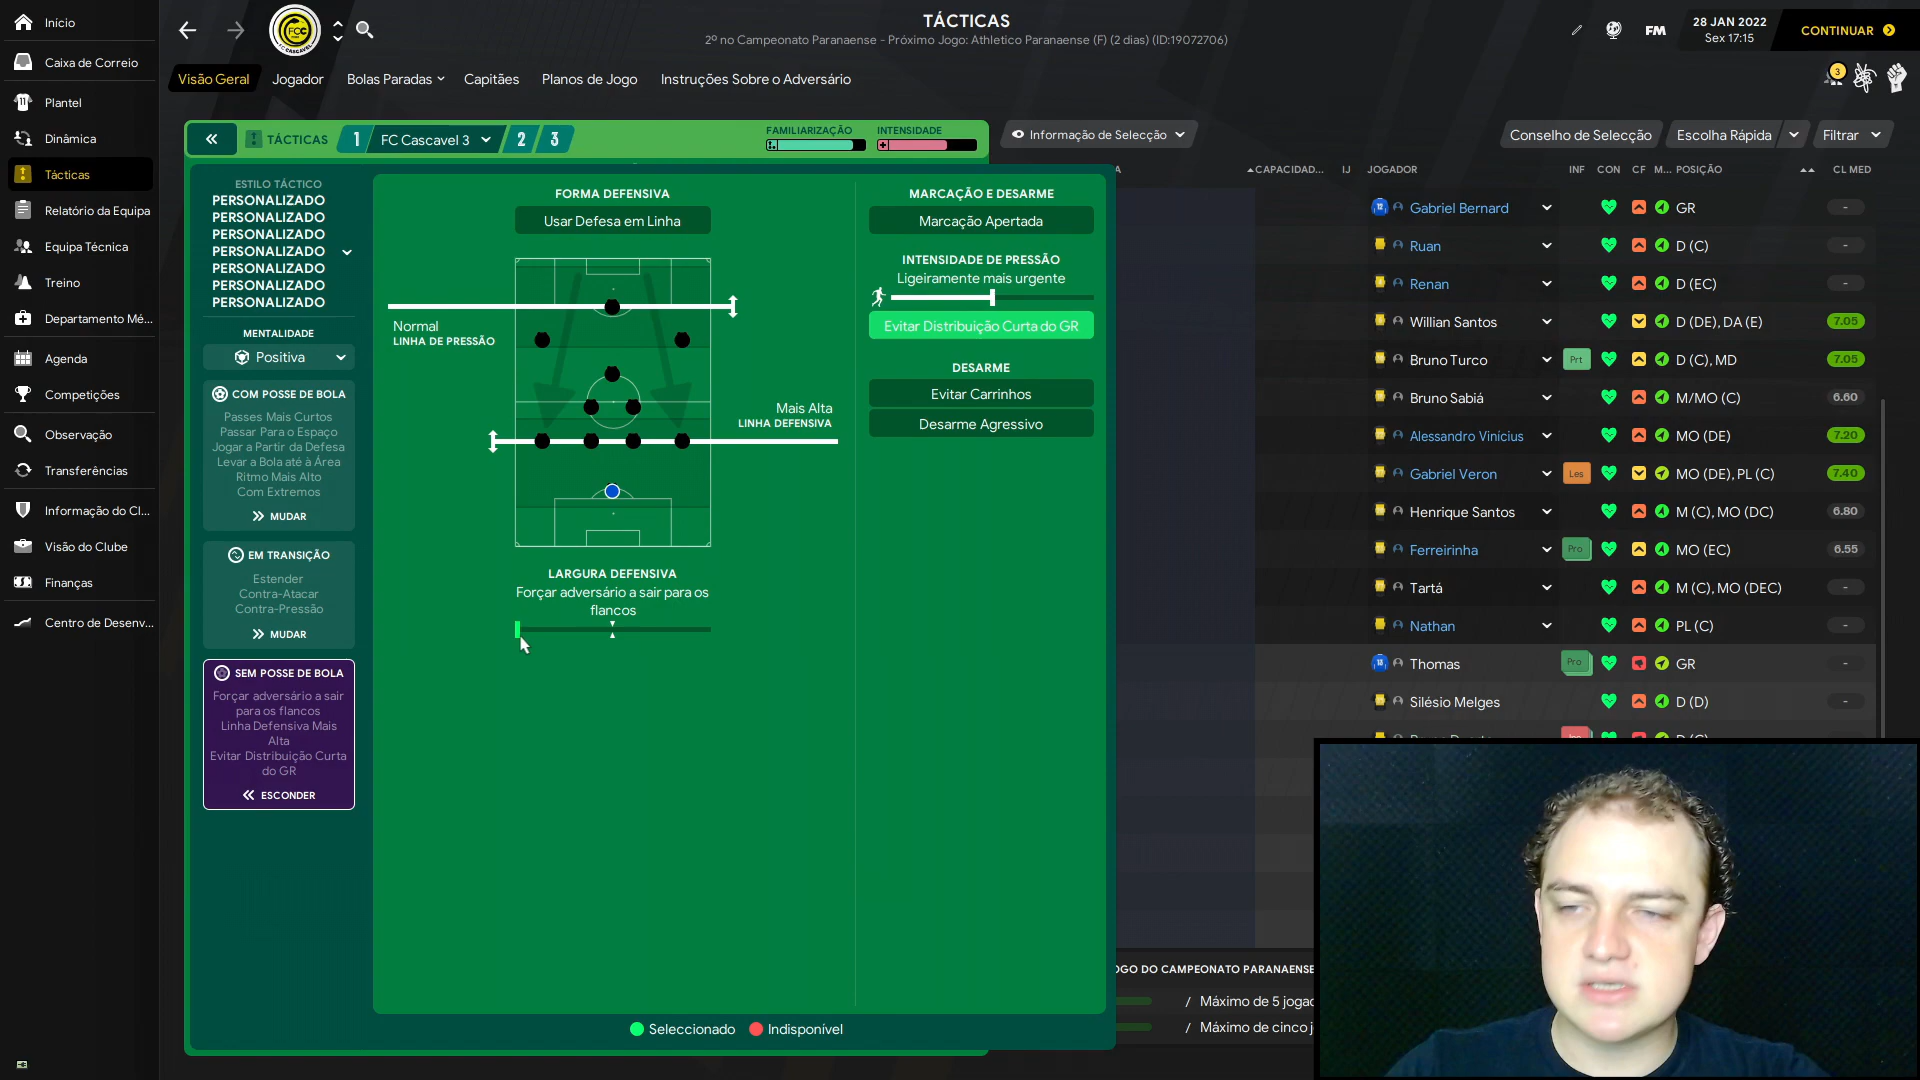 Início
Caixa de Correio
Plantel
Dinâmica
Tácticas
Relatório da Equipa
Equipa Técnica
Treino
Departamento Mé...
Agenda
Competições
Observação
Transferências
Informação do Cl...
Visão do Clube
Finanças
Centro de Desenv...
TÁCTICAS
2º no Campeonato Paranaense - Próximo Jogo: Athletico Paranaense (F) (2 dias) (ID:19072706)
FM
28 JAN 2022
Sex 17:15
CONTINUAR
3
Visão Geral
Jogador
Bolas Paradas
Capitães
Planos de Jogo
Instruções Sobre o Adversário
TÁCTICAS
1
FC Cascavel 3
2
3
FAMILIARIZAÇÃO
INTENSIDADE
Informação de Selecção
Conselho de Selecção
Escolha Rápida
Filtrar
ESTILO TÁCTICO
PERSONALIZADO
PERSONALIZADO
PERSONALIZADO
PERSONALIZADO
PERSONALIZADO
PERSONALIZADO
PERSONALIZADO
MENTALIDADE
Positiva
COM POSSE DE BOLA
Passes Mais Curtos
Passar Para o Espaço
Jogar a Partir da Defesa
Levar a Bola até à Área
Ritmo Mais Alto
Com Extremos
MUDAR
EM TRANSIÇÃO
Estender
Contra-Atacar
Contra-Pressão
MUDAR
SEM POSSE DE BOLA
Forçar adversário a sair
para os flancos
Linha Defensiva Mais
Alta
Evitar Distribuição Curta
do GR
ESCONDER
FORMA DEFENSIVA
Usar Defesa em Linha
Normal
LINHA DE PRESSÃO
Mais Alta
LINHA DEFENSIVA
LARGURA DEFENSIVA
Forçar adversário a sair para os
flancos
MARCAÇÃO E DESARME
Marcação Apertada
INTENSIDADE DE PRESSÃO
Ligeiramente mais urgente
Evitar Distribuição Curta do GR
DESARME
Evitar Carrinhos
Desarme Agressivo
Seleccionado
Indisponível
A
CAPACIDAD...
IJ
JOGADOR
INF
CON
CF
M...
POSIÇÃO
CL MED
Gabriel Bernard GR -
Ruan D (C) -
Renan D (EC) -
Willian Santos D (DE), DA (E) 7.05
Bruno Turco Prt D (C), MD 7.05
Bruno Sabiá M/MO (C) 6.60
Alessandro Vinícius MO (DE) 7.20
Gabriel Veron Les MO (DE), PL (C) 7.40
Henrique Santos M (C), MO (DC) 6.80
Ferreirinha Pro MO (EC) 6.55
Tartá M (C), MO (DEC) -
Nathan PL (C) -
Thomas Pro GR -
Silésio Melges D (D) -
OGO DO CAMPEONATO PARANAENSE
/ Máximo de 5 jogad
/ Máximo de cinco j